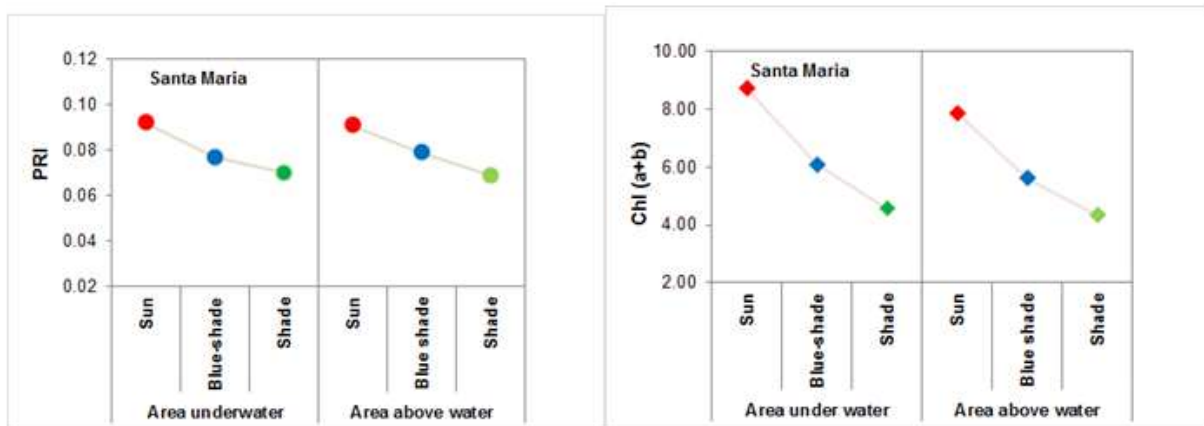 0.12
0.10
0.08
0.06
0.04
0.02
PRI
Santa Maria
Sun
Blue-shade
Shade
Sun
Blue shade
Shade
Area underwater
Area above water
10.00
8.00
6.00
4.00
2.00
Chl (a+b)
Santa Maria
Sun
Blue-shade
Shade
Sun
Blue shade
Shade
Area under water
Area above water